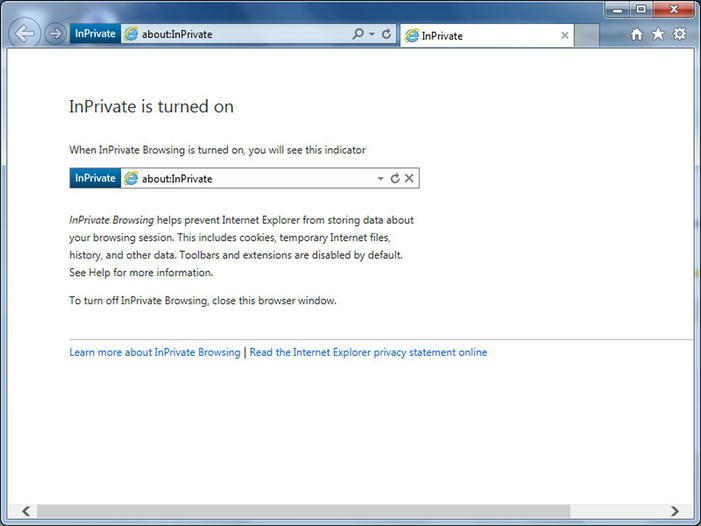 InPrivate about:InPrivate InPrivate
InPrivate is turned on
When InPrivate Browsing is turned on, you will see this indicator
InPrivate about:InPrivate
InPrivate Browsing helps prevent Internet Explorer from storing data about
your browsing session. This includes cookies, temporary Internet files,
history, and other data. Toolbars and extensions are disabled by default.
See Help for more information.
To turn off InPrivate Browsing, close this browser window.
Learn more about InPrivate Browsing | Read the Internet Explorer privacy statement online